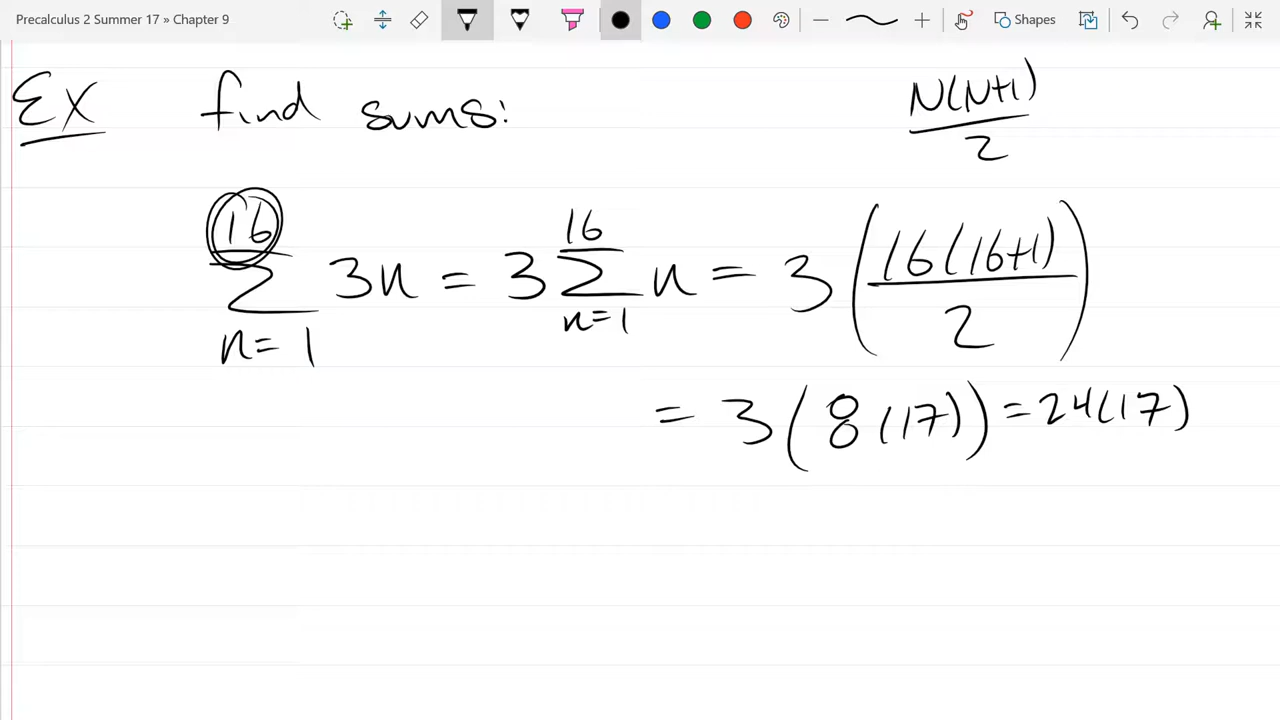 Precalculus 2 Summer 17 » Chapter 9
Shapes
EX find sums:
N(N+1)/2
16 ∑ n=1 3n = 3 16 ∑ n=1 n = 3(16(16+1)/2)
= 3(8(17)) = 24(17)